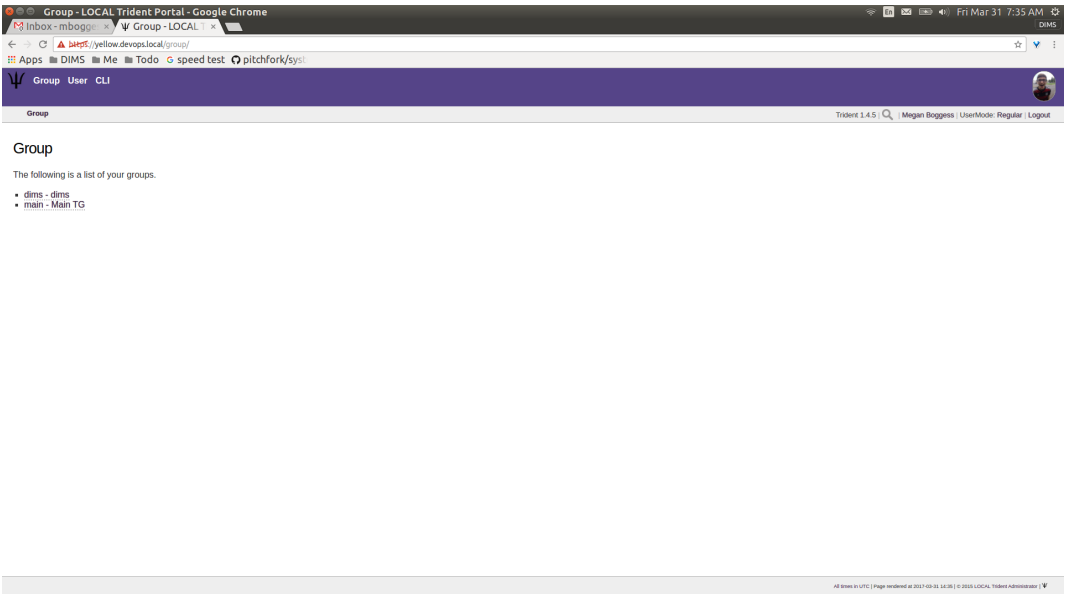 Group - LOCAL Trident Portal - Google Chrome
En
Fri Mar 31 7:35 AM
Inbox - mbogge
Ψ Group - LOCAL T
DIMS
https://yellow.devops.local/group/
Apps DIMS Me Todo G speed test pitchfork/syst
Ψ Group User CLI
Group
Trident 1.4.5 | | Megan Boggess | UserMode: Regular | Logout
Group
The following is a list of your groups.
dims - dims
main - Main TG
All times in UTC | Page rendered at 2017-03-31 14:35 | © 2015 LOCAL Trident Administrator | Ψ